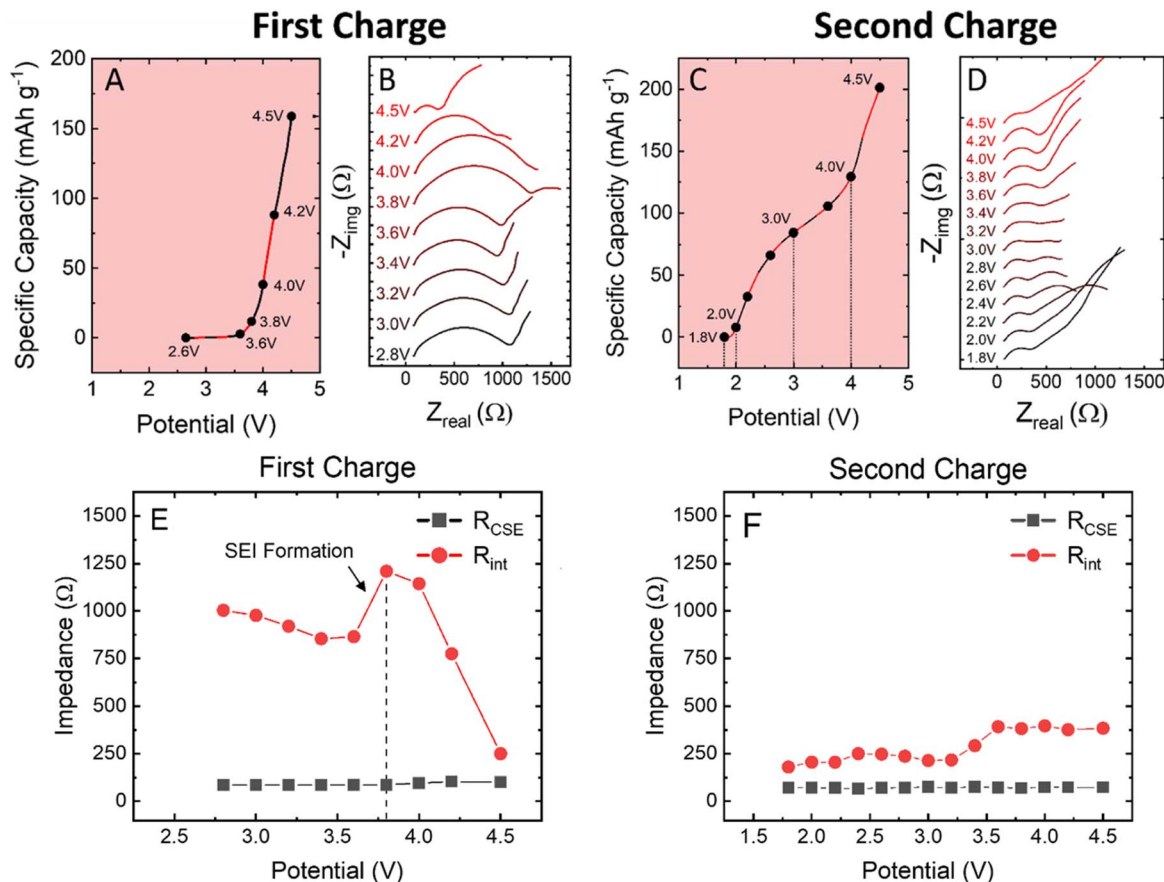 First Charge
Second Charge
A
200
150
100
50
0
Specific Capacity (mAh g⁻¹)
4.5V
4.2V
4.0V
3.8V
3.6V
2.6V
1 2 3 4 5
Potential (V)
B
-Z_img (Ω)
4.5V
4.2V
4.0V
3.8V
3.6V
3.4V
3.2V
3.0V
2.8V
0 500 1000 1500
Z_real (Ω)
C
200
150
100
50
0
Specific Capacity (mAh g⁻¹)
4.5V
4.0V
3.0V
2.0V
1.8V
1 2 3 4 5
Potential (V)
D
-Z_img (Ω)
4.5V
4.2V
4.0V
3.8V
3.6V
3.4V
3.2V
3.0V
2.8V
2.6V
2.4V
2.2V
2.0V
1.8V
0 500 1000 1500
Z_real (Ω)
First Charge
E
R_CSE
R_int
SEI Formation
1500
1250
1000
750
500
250
0
Impedance (Ω)
2.5 3.0 3.5 4.0 4.5
Potential (V)
Second Charge
F
R_CSE
R_int
1500
1250
1000
750
500
250
0
Impedance (Ω)
1.5 2.0 2.5 3.0 3.5 4.0 4.5
Potential (V)